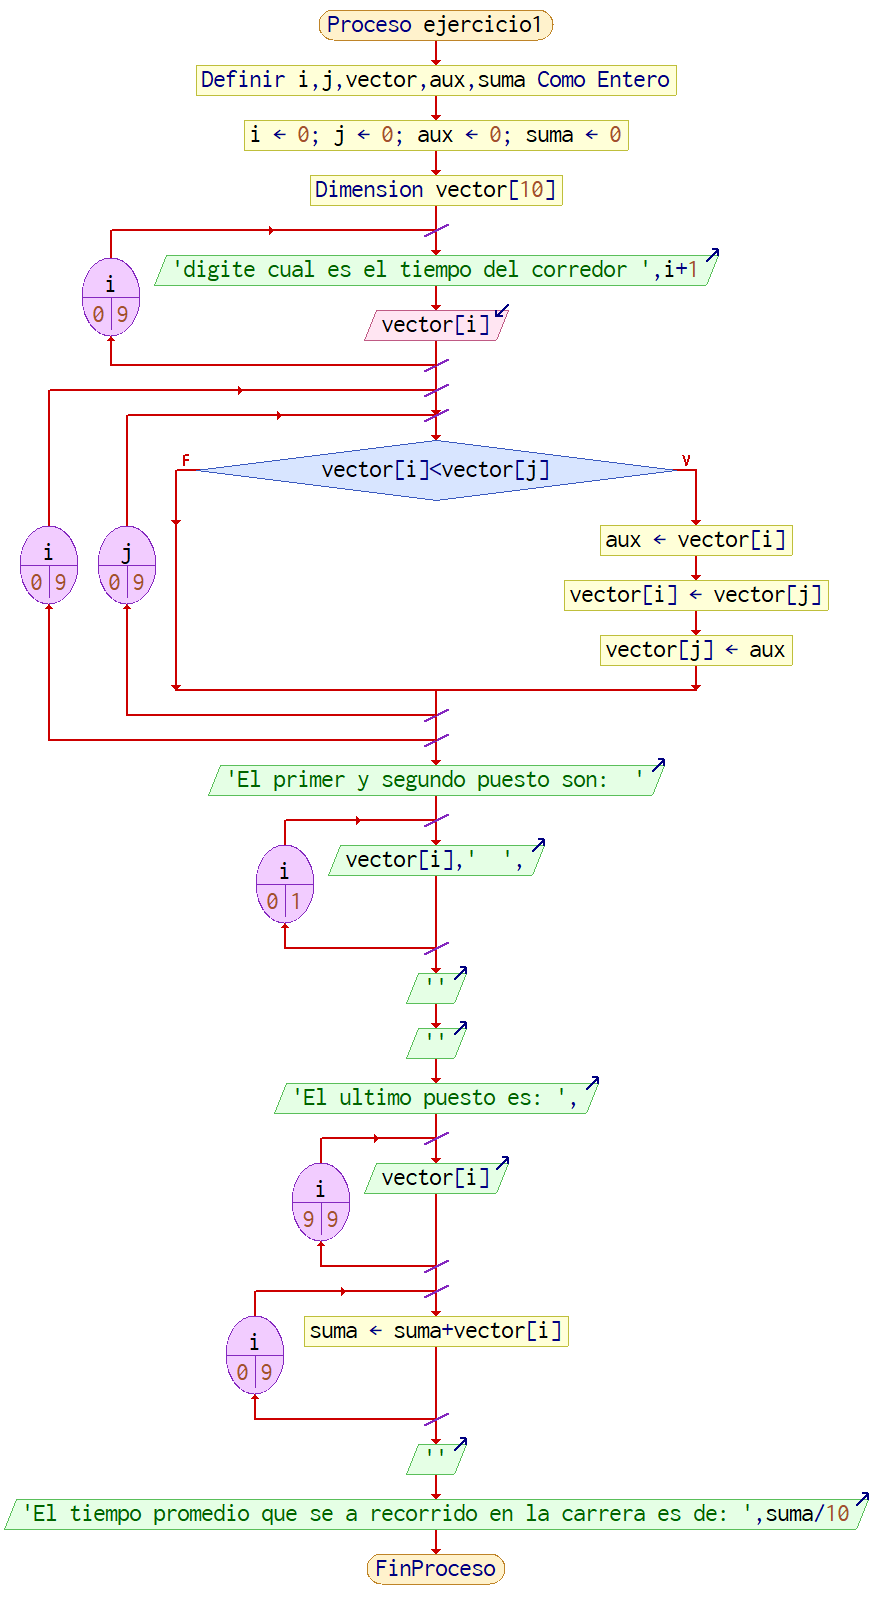 Proceso ejercicio1
Definir i,j,vector,aux,suma Como Entero
i ← 0; j ← 0; aux ← 0; suma ← 0
Dimension vector[10]
'digite cual es el tiempo del corredor ',i+1
i
0 9
vector[i]
F
V
vector[i]<vector[j]
aux ← vector[i]
i
0 9
j
0 9
vector[i] ← vector[j]
vector[j] ← aux
'El primer y segundo puesto son:  '
vector[i],'  ',
i
0 1
''
''
'El ultimo puesto es: ',
vector[i]
i
9 9
suma ← suma+vector[i]
i
0 9
''
'El tiempo promedio que se a recorrido en la carrera es de: ',suma/10
FinProceso